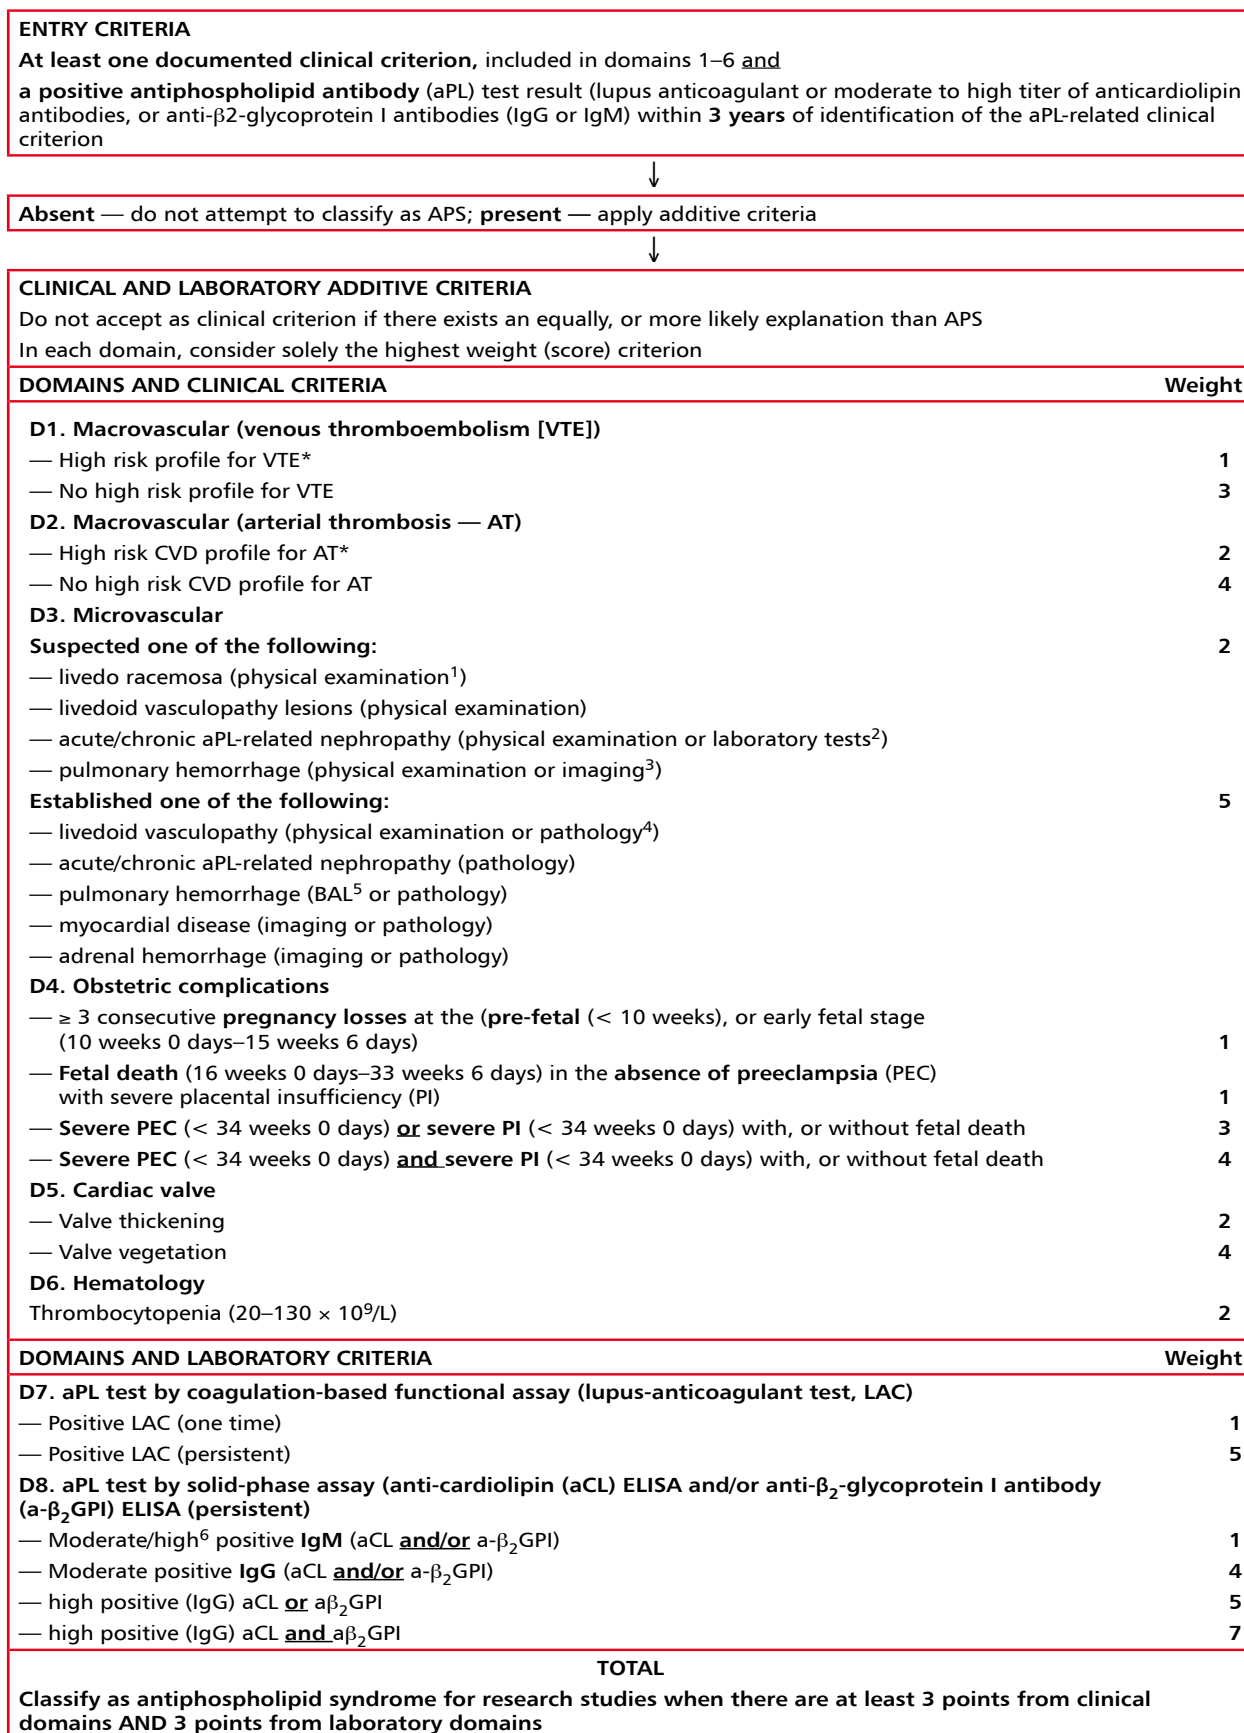 ENTRY CRITERIA
At least one documented clinical criterion, included in domains 1–6 and
a positive antiphospholipid antibody (aPL) test result (lupus anticoagulant or moderate to high titer of anticardiolipin
antibodies, or anti-β2-glycoprotein I antibodies (IgG or IgM) within 3 years of identification of the aPL-related clinical
criterion
↓
Absent — do not attempt to classify as APS; present — apply additive criteria
↓
CLINICAL AND LABORATORY ADDITIVE CRITERIA
Do not accept as clinical criterion if there exists an equally, or more likely explanation than APS
In each domain, consider solely the highest weight (score) criterion
DOMAINS AND CLINICAL CRITERIA Weight
D1. Macrovascular (venous thromboembolism [VTE])
— High risk profile for VTE* 1
— No high risk profile for VTE 3
D2. Macrovascular (arterial thrombosis — AT)
— High risk CVD profile for AT* 2
— No high risk CVD profile for AT 4
D3. Microvascular
Suspected one of the following: 2
— livedo racemosa (physical examination¹)
— livedoid vasculopathy lesions (physical examination)
— acute/chronic aPL-related nephropathy (physical examination or laboratory tests²)
— pulmonary hemorrhage (physical examination or imaging³)
Established one of the following: 5
— livedoid vasculopathy (physical examination or pathology⁴)
— acute/chronic aPL-related nephropathy (pathology)
— pulmonary hemorrhage (BAL⁵ or pathology)
— myocardial disease (imaging or pathology)
— adrenal hemorrhage (imaging or pathology)
D4. Obstetric complications
— ≥ 3 consecutive pregnancy losses at the (pre-fetal (< 10 weeks), or early fetal stage
(10 weeks 0 days–15 weeks 6 days) 1
— Fetal death (16 weeks 0 days–33 weeks 6 days) in the absence of preeclampsia (PEC)
with severe placental insufficiency (PI) 1
— Severe PEC (< 34 weeks 0 days) or severe PI (< 34 weeks 0 days) with, or without fetal death 3
— Severe PEC (< 34 weeks 0 days) and severe PI (< 34 weeks 0 days) with, or without fetal death 4
D5. Cardiac valve
— Valve thickening 2
— Valve vegetation 4
D6. Hematology
Thrombocytopenia (20–130 × 10⁹/L) 2
DOMAINS AND LABORATORY CRITERIA Weight
D7. aPL test by coagulation-based functional assay (lupus-anticoagulant test, LAC)
— Positive LAC (one time) 1
— Positive LAC (persistent) 5
D8. aPL test by solid-phase assay (anti-cardiolipin (aCL) ELISA and/or anti-β₂-glycoprotein I antibody
(a-β₂GPI) ELISA (persistent)
— Moderate/high⁶ positive IgM (aCL and/or a-β₂GPI) 1
— Moderate positive IgG (aCL and/or a-β₂GPI) 4
— high positive (IgG) aCL or aβ₂GPI 5
— high positive (IgG) aCL and aβ₂GPI 7
TOTAL
Classify as antiphospholipid syndrome for research studies when there are at least 3 points from clinical
domains AND 3 points from laboratory domains